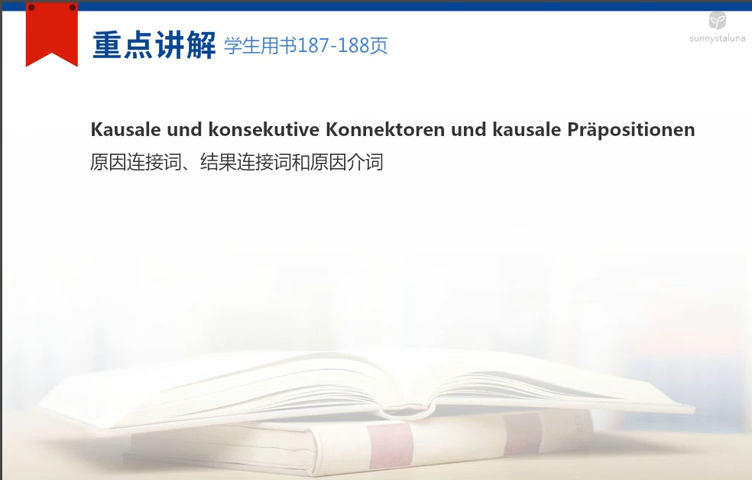 重点讲解 学生用书187-188页
sunnystaluna
Kausale und konsekutive Konnektoren und kausale Präpositionen
原因连接词、结果连接词和原因介词